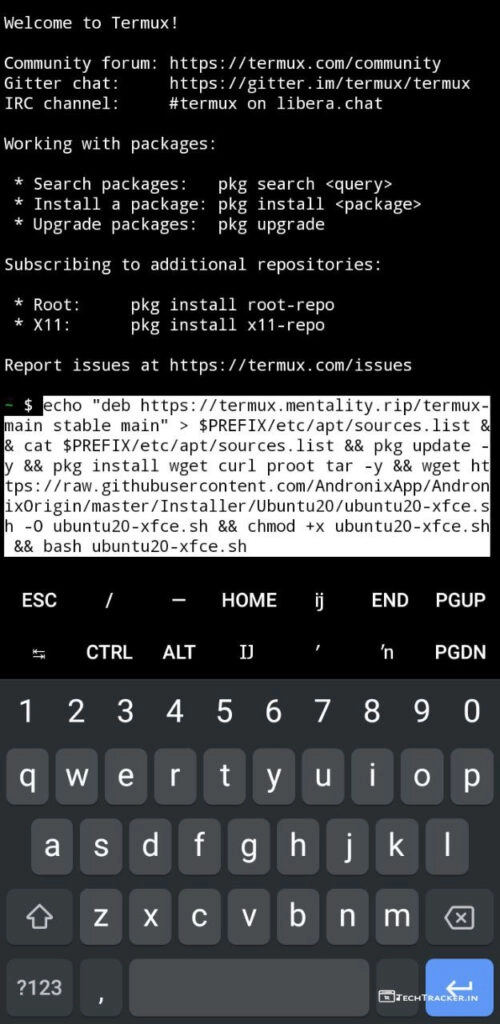 Welcome to Termux!
Community forum: https://termux.com/community
Gitter chat:     https://gitter.im/termux/termux
IRC channel:     #termux on libera.chat
Working with packages:
* Search packages:   pkg search <query>
* Install a package: pkg install <package>
* Upgrade packages:  pkg upgrade
Subscribing to additional repositories:
* Root:     pkg install root-repo
* X11:      pkg install x11-repo
Report issues at https://termux.com/issues
~ $ echo "deb https://termux.mentality.rip/termux-
main stable main" > $PREFIX/etc/apt/sources.list &
& cat $PREFIX/etc/apt/sources.list && pkg update -
y && pkg install wget curl proot tar -y && wget ht
tps://raw.githubusercontent.com/AndronixApp/Andron
ixOrigin/master/Installer/Ubuntu20/ubuntu20-xfce.s
h -O ubuntu20-xfce.sh && chmod +x ubuntu20-xfce.sh
&& bash ubuntu20-xfce.sh
ESC / — HOME ij END PGUP
↹ CTRL ALT IJ ′ ŉ PGDN
1 2 3 4 5 6 7 8 9 0
q w e r t y u i o p
a s d f g h j k l
z x c v b n m
?123 ,
TECHTRACKER.IN